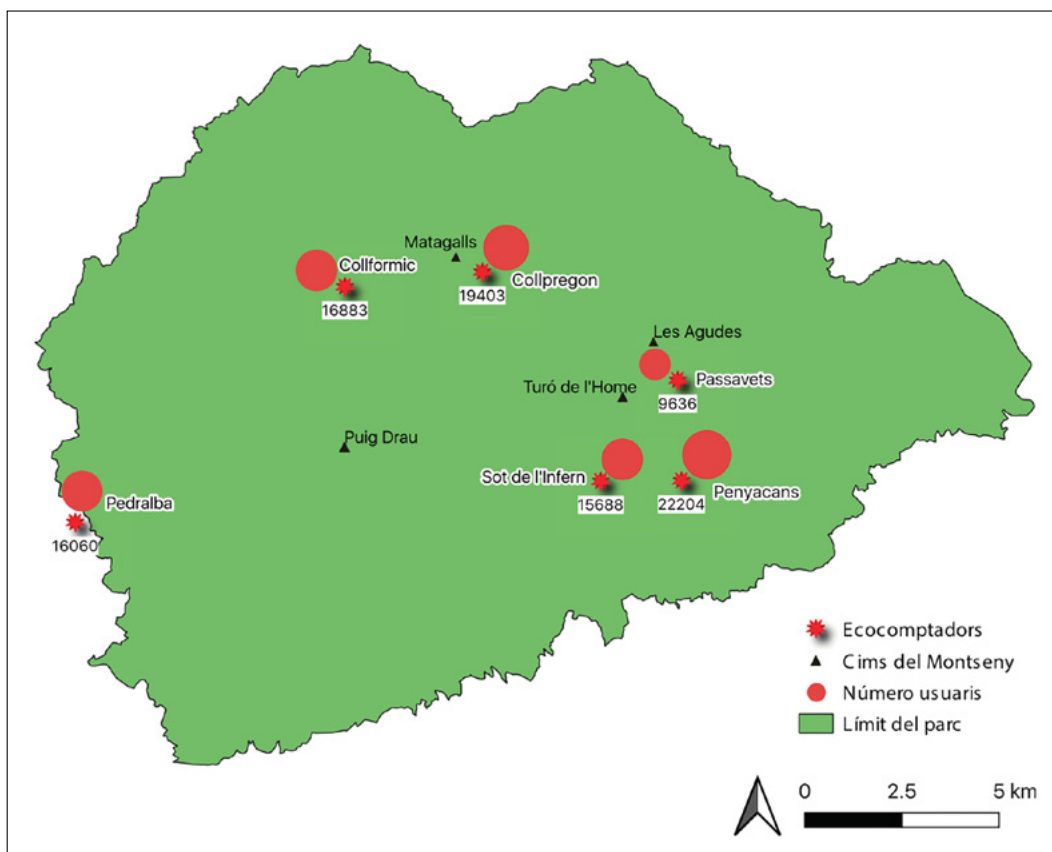 Matagalls
Collformic
Collpregon
19403
16883
Les Agudes
Turó de l'Home
Passavets
9636
Puig Drau
Sot de l'Infern
Penyacans
Pedralba
15688
22204
16060
Ecocomptadors
Cims del Montseny
Número usuaris
Límit del parc
0 2.5 5 km